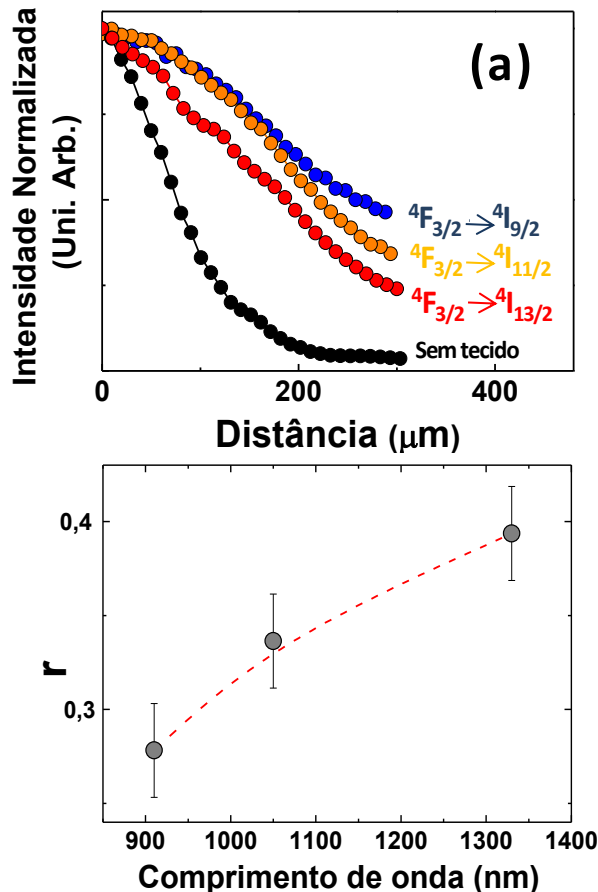 Intensidade Normalizada
(Uni. Arb.)
(a)
⁴F₃/₂→⁴I₉/₂
⁴F₃/₂→⁴I₁₁/₂
⁴F₃/₂→⁴I₁₃/₂
Sem tecido
0 200 400
Distância (μm)
0,4
0,3
r
900 1000 1100 1200 1300 1400
Comprimento de onda (nm)